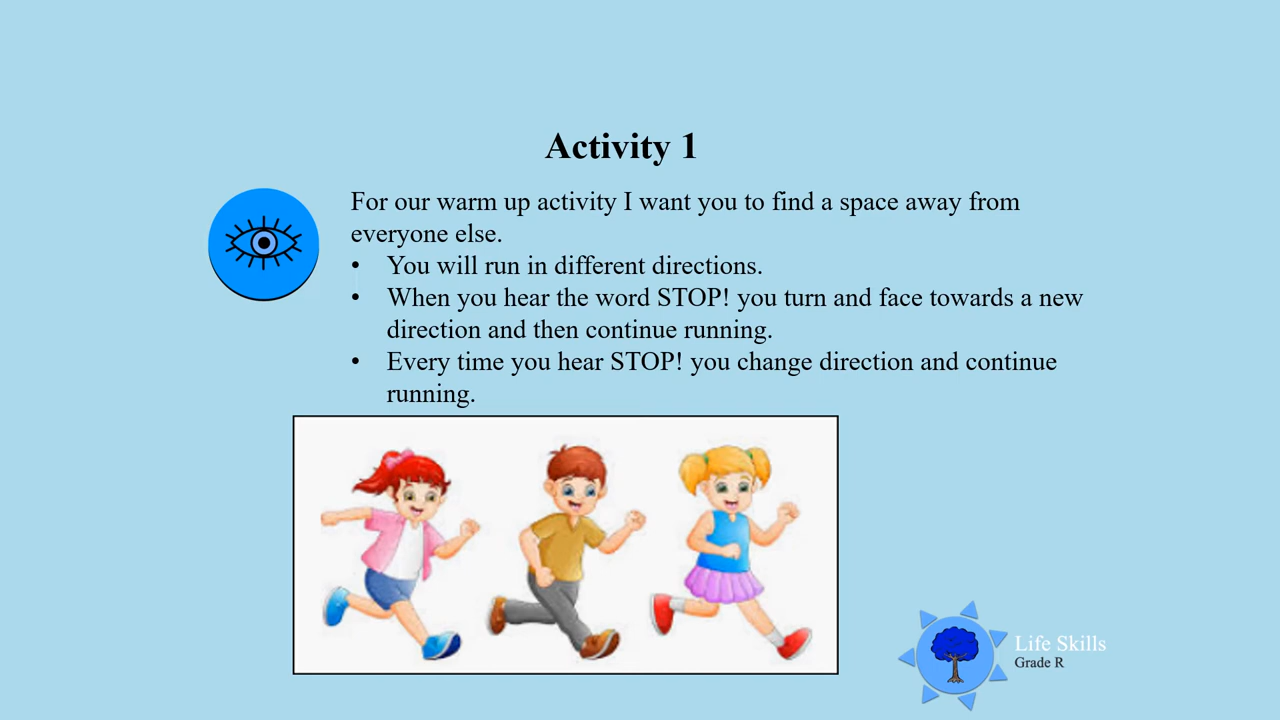 Activity 1
For our warm up activity I want you to find a space away from
everyone else.
• You will run in different directions.
• When you hear the word STOP! you turn and face towards a new
direction and then continue running.
• Every time you hear STOP! you change direction and continue
running.
Life Skills
Grade R